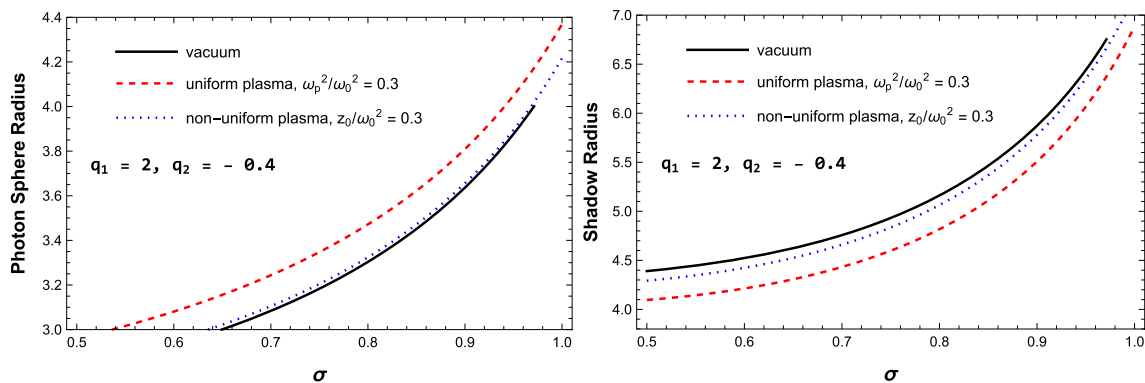 Photon Sphere Radius
4.4
4.2
4.0
3.8
3.6
3.4
3.2
3.0
vacuum
uniform plasma, ωp²/ω0² = 0.3
non−uniform plasma, z0/ω0² = 0.3
q1 = 2, q2 = − 0.4
0.5 0.6 0.7 0.8 0.9 1.0
σ
Shadow Radius
7.0
6.5
6.0
5.5
5.0
4.5
4.0
vacuum
uniform plasma, ωp²/ω0² = 0.3
non−uniform plasma, z0/ω0² = 0.3
q1 = 2, q2 = − 0.4
0.5 0.6 0.7 0.8 0.9 1.0
σ